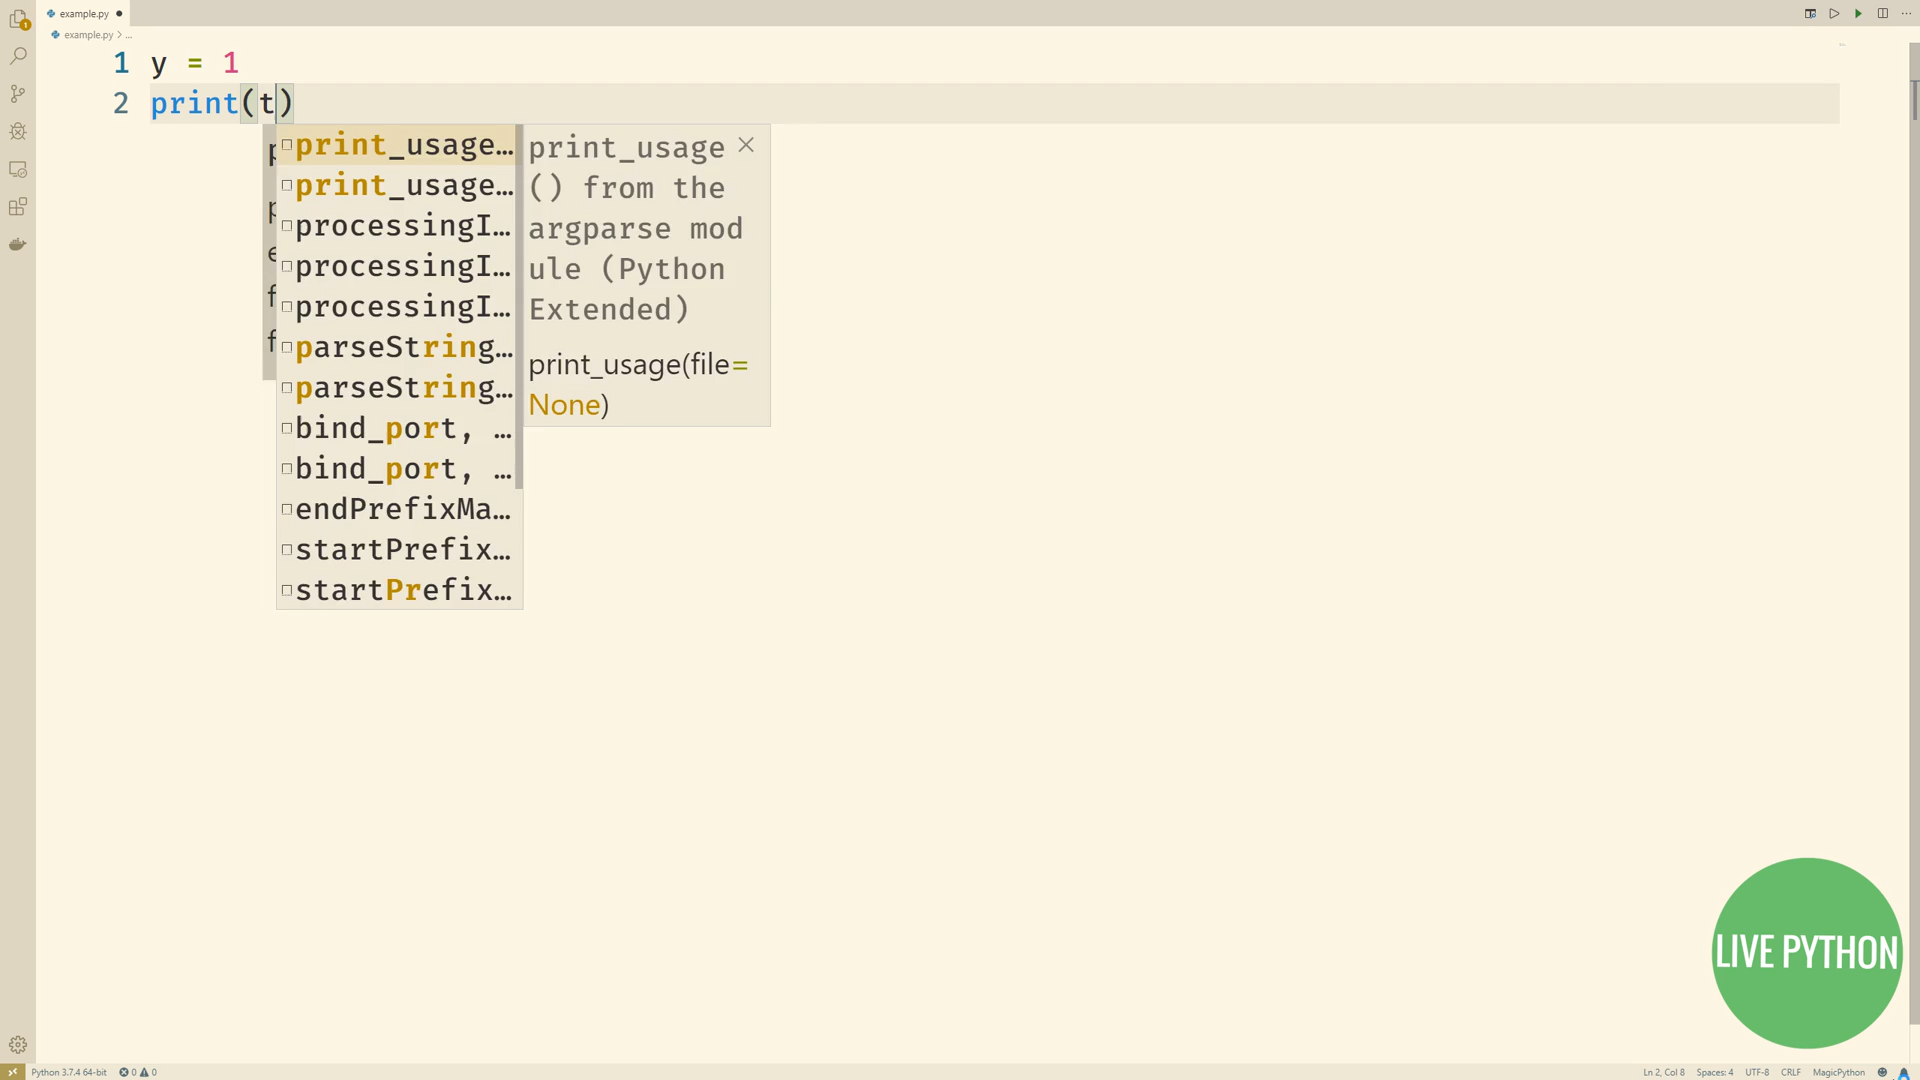 example.py
example.py > ...
1 y = 1
2 print(t)
print_usage...
print_usage...
processingI...
processingI...
processingI...
parseString...
parseString...
bind_port, ...
bind_port, ...
endPrefixMa...
startPrefix...
startPrefix...
print_usage
() from the
argparse mod
ule (Python
Extended)
print_usage(file=
None)
LIVE PYTHON
Python 3.7.4 64-bit 0 0
Ln 2, Col 8 Spaces: 4 UTF-8 CRLF MagicPython